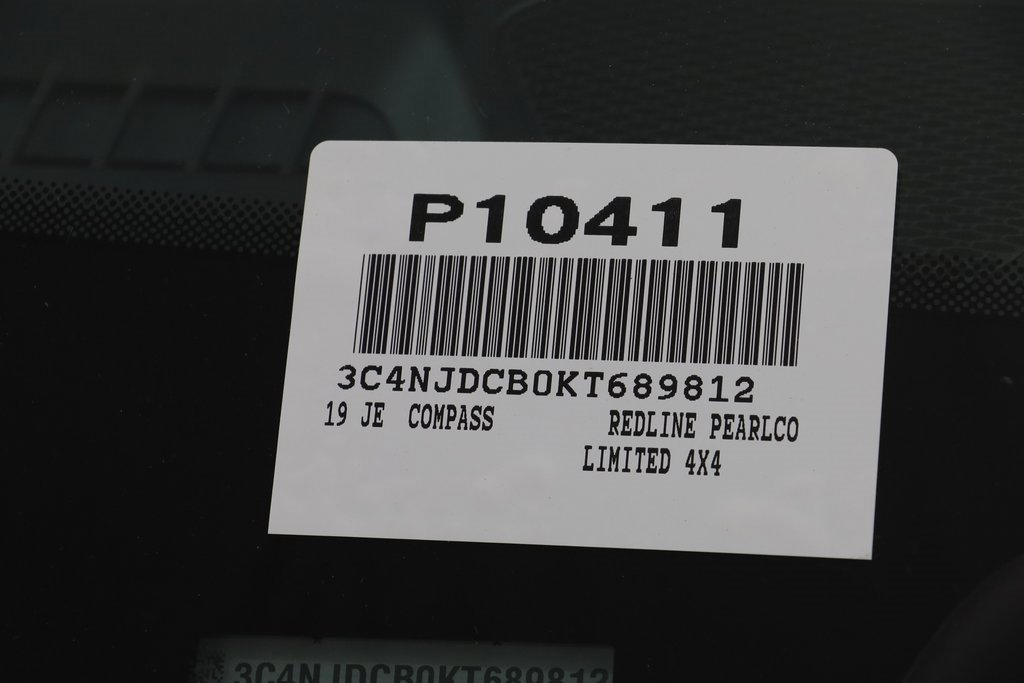 P10411
3C4NJDCB0KT689812
19 JE COMPASS REDLINE PEARLCO
LIMITED 4X4
3C4NJDCB0KT689812